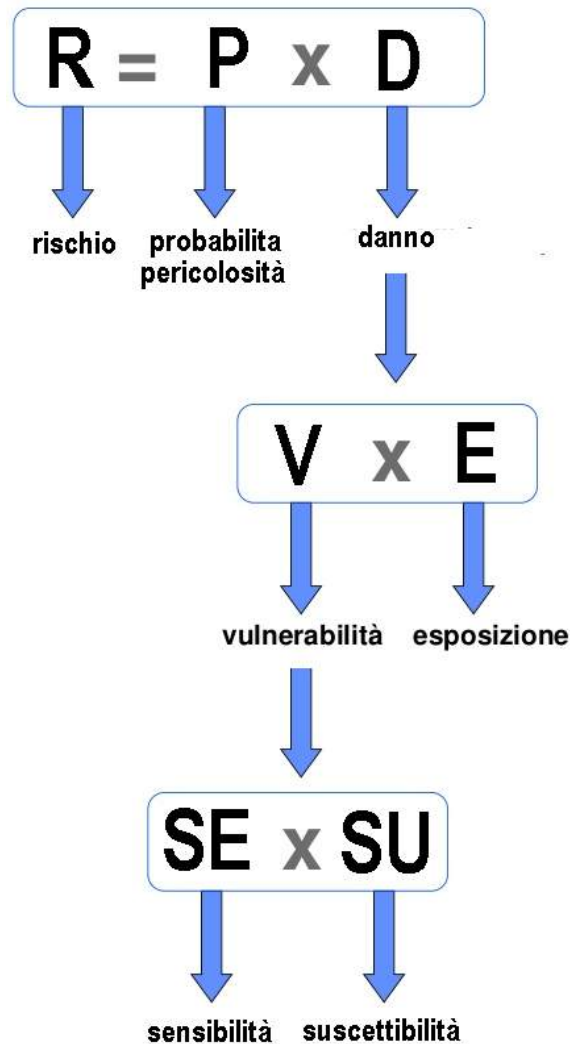 R = P x D
rischio probabilita danno
pericolosità
V x E
vulnerabilità esposizione
SE x SU
sensibilità suscettibilità